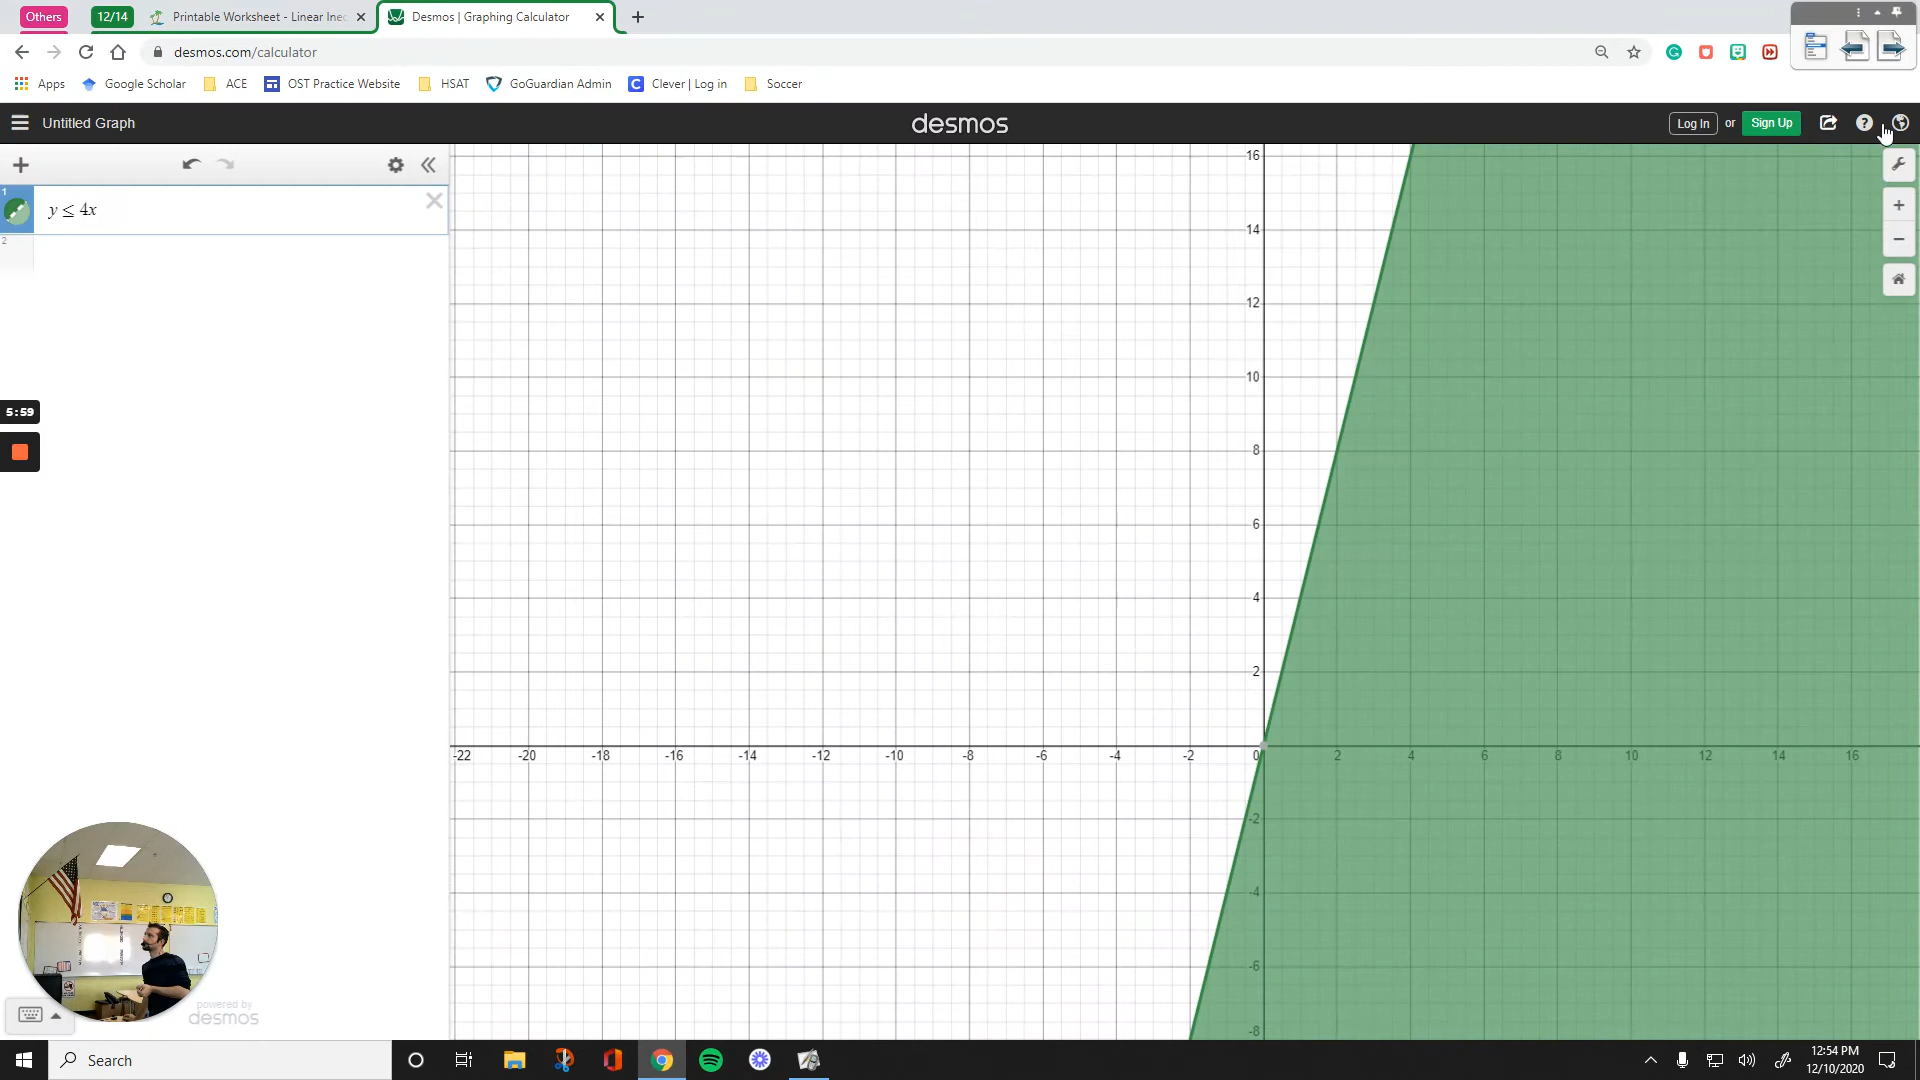 Others
12/14
Printable Worksheet - Linear Ine
Desmos | Graphing Calculator
desmos.com/calculator
Apps
Google Scholar
ACE
OST Practice Website
HSAT
GoGuardian Admin
Clever | Log in
Soccer
Untitled Graph
desmos
Log In
or
Sign Up
1
y ≤ 4x
2
5:59
16
14
12
10
8
6
4
2
-22 -20 -18 -16 -14 -12 -10 -8 -6 -4 -2 0 2 4 6 8 10 12 14 16
-2
-4
-6
-8
powered by
desmos
Search
12:54 PM
12/10/2020